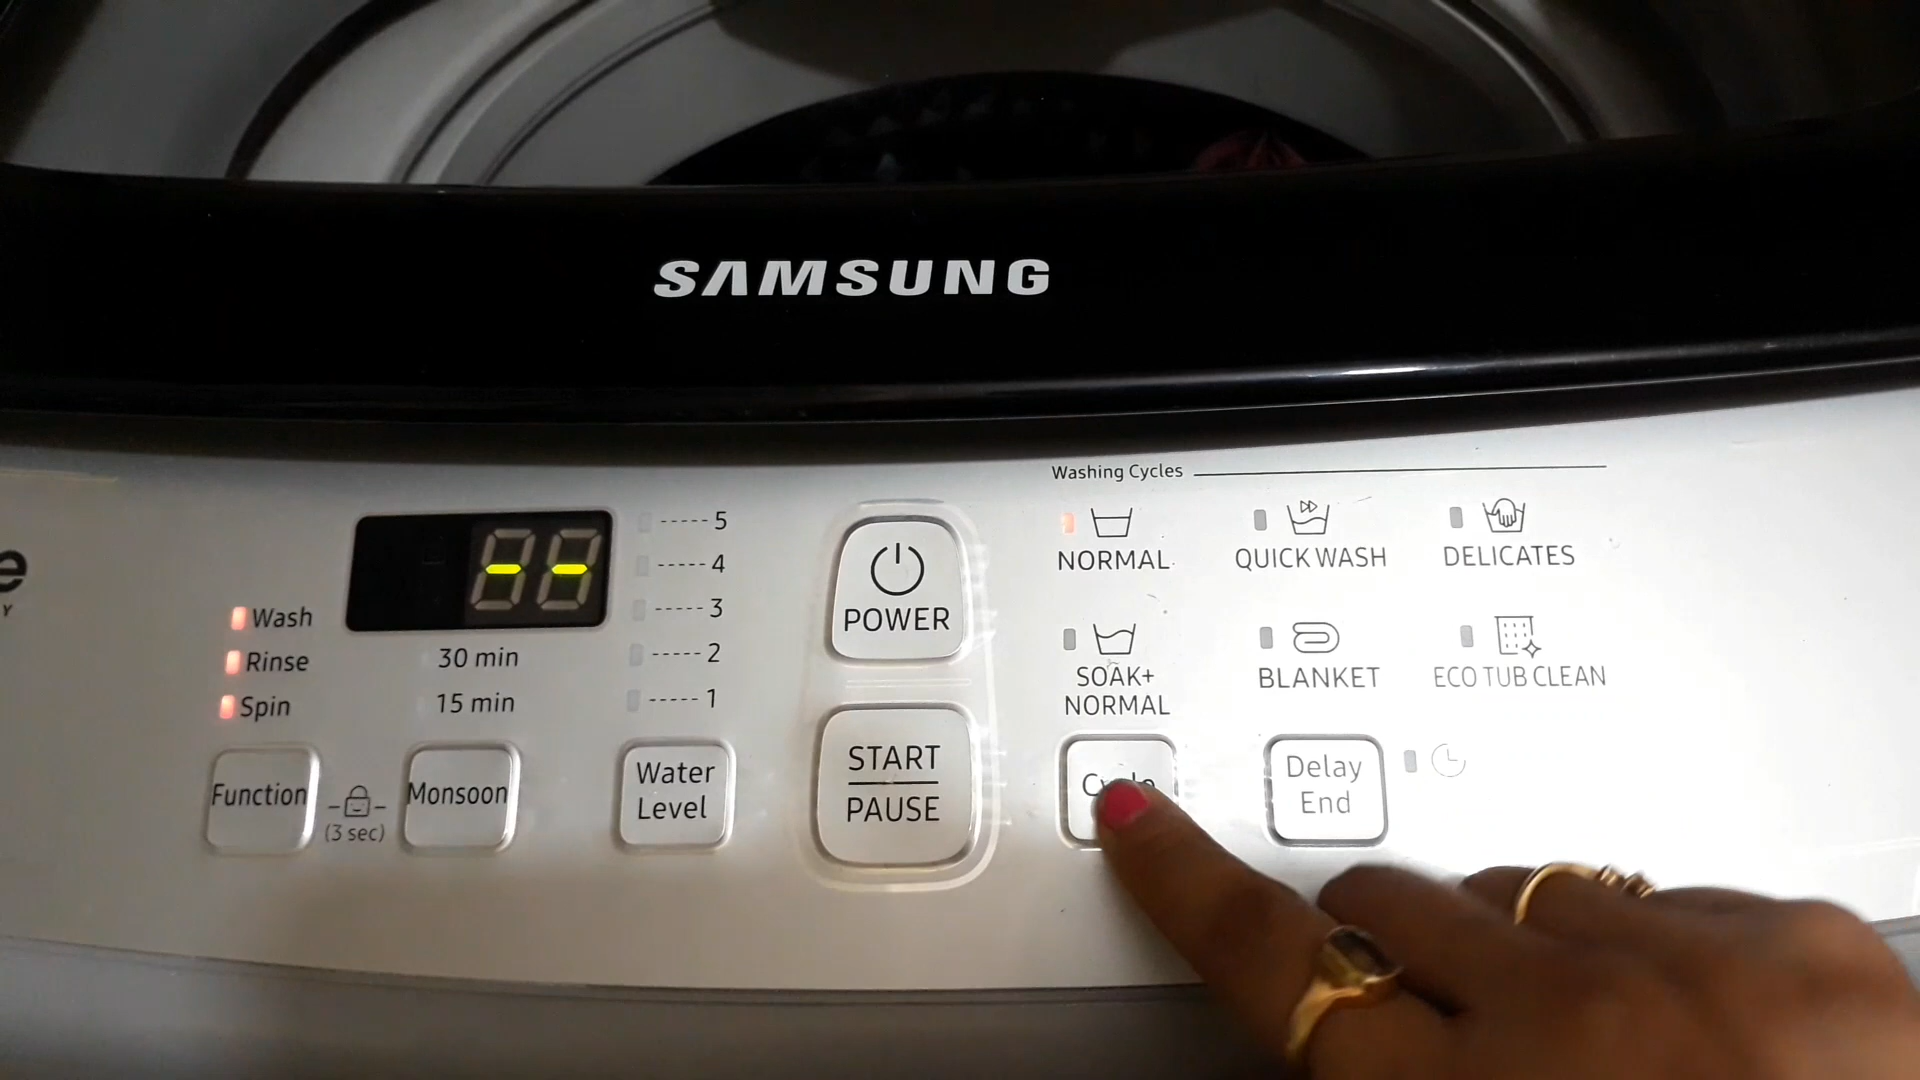 SAMSUNG
Washing Cycles
NORMAL
QUICK WASH
DELICATES
SOAK+
NORMAL
BLANKET
ECO TUB CLEAN
--
5
4
3
2
1
Wash
Rinse
Spin
30 min
15 min
POWER
START
PAUSE
Function
(3 sec)
Monsoon
Water
Level
Cycle
Delay
End